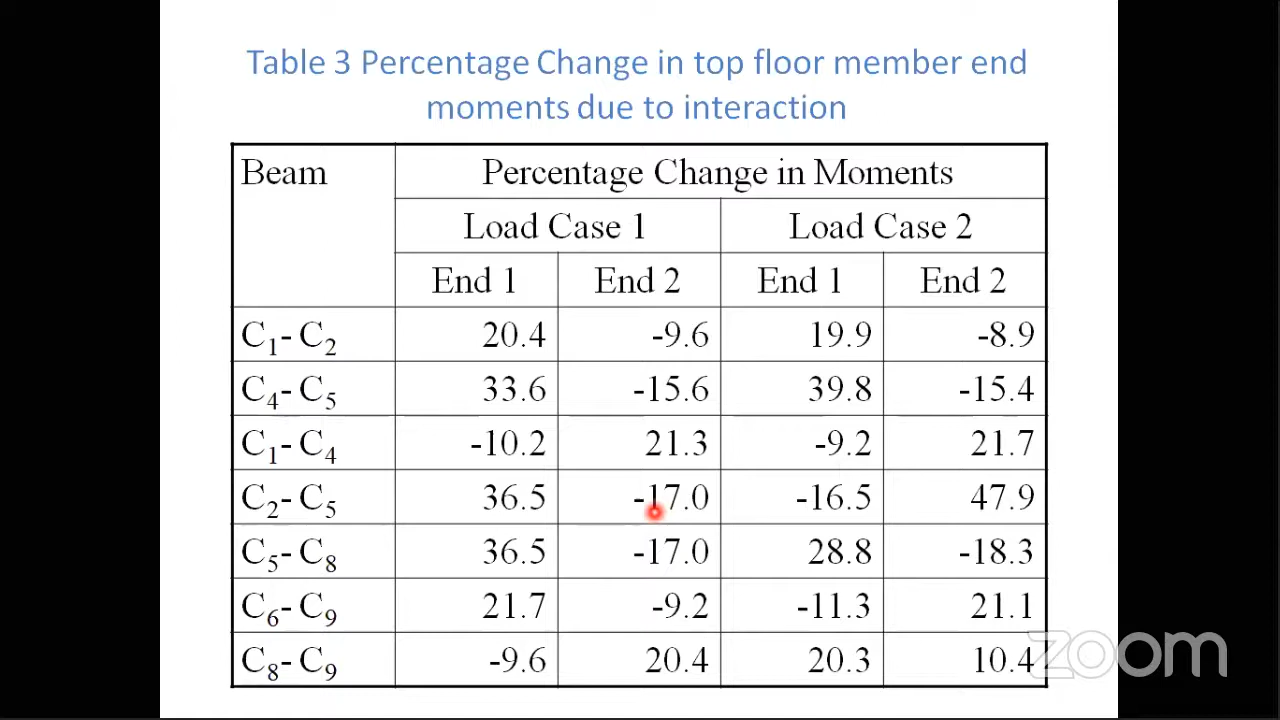 Table 3 Percentage Change in top floor member end
moments due to interaction
Beam Percentage Change in Moments
Load Case 1 Load Case 2
End 1 End 2 End 1 End 2
C₁- C₂ 20.4 -9.6 19.9 -8.9
C₄- C₅ 33.6 -15.6 39.8 -15.4
C₁- C₄ -10.2 21.3 -9.2 21.7
C₂- C₅ 36.5 -17.0 -16.5 47.9
C₅- C₈ 36.5 -17.0 28.8 -18.3
C₆- C₉ 21.7 -9.2 -11.3 21.1
C₈- C₉ -9.6 20.4 20.3 10.4
zoom